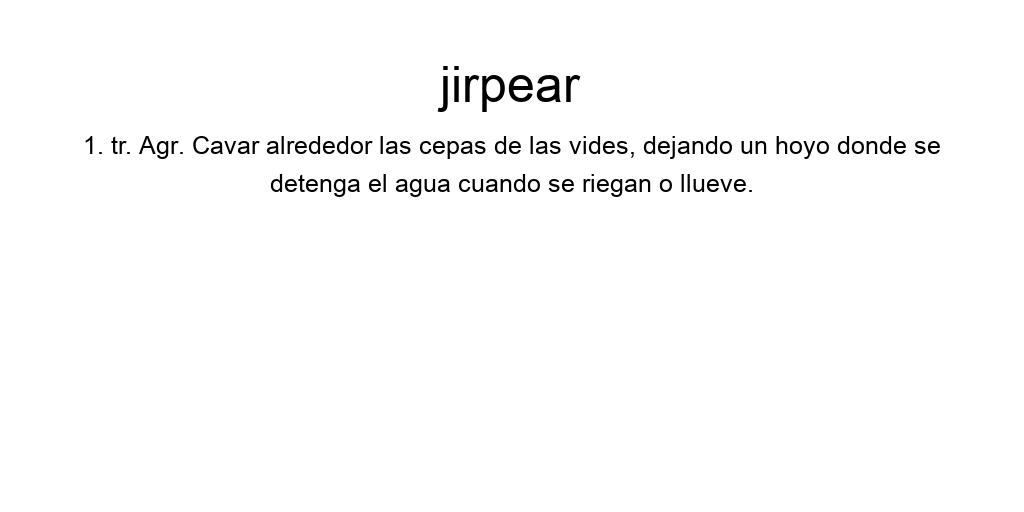 jirpear
1. tr. Agr. Cavar alrededor las cepas de las vides, dejando un hoyo donde se
detenga el agua cuando se riegan o llueve.